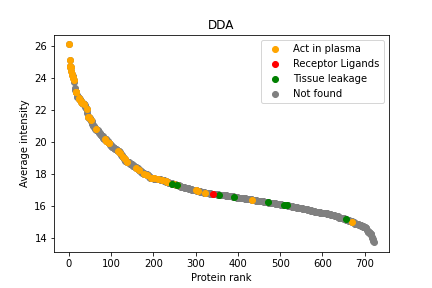 DDA
Act in plasma
Receptor Ligands
Tissue leakage
Not found
26
24
22
20
18
16
14
Average intensity
0 100 200 300 400 500 600 700
Protein rank